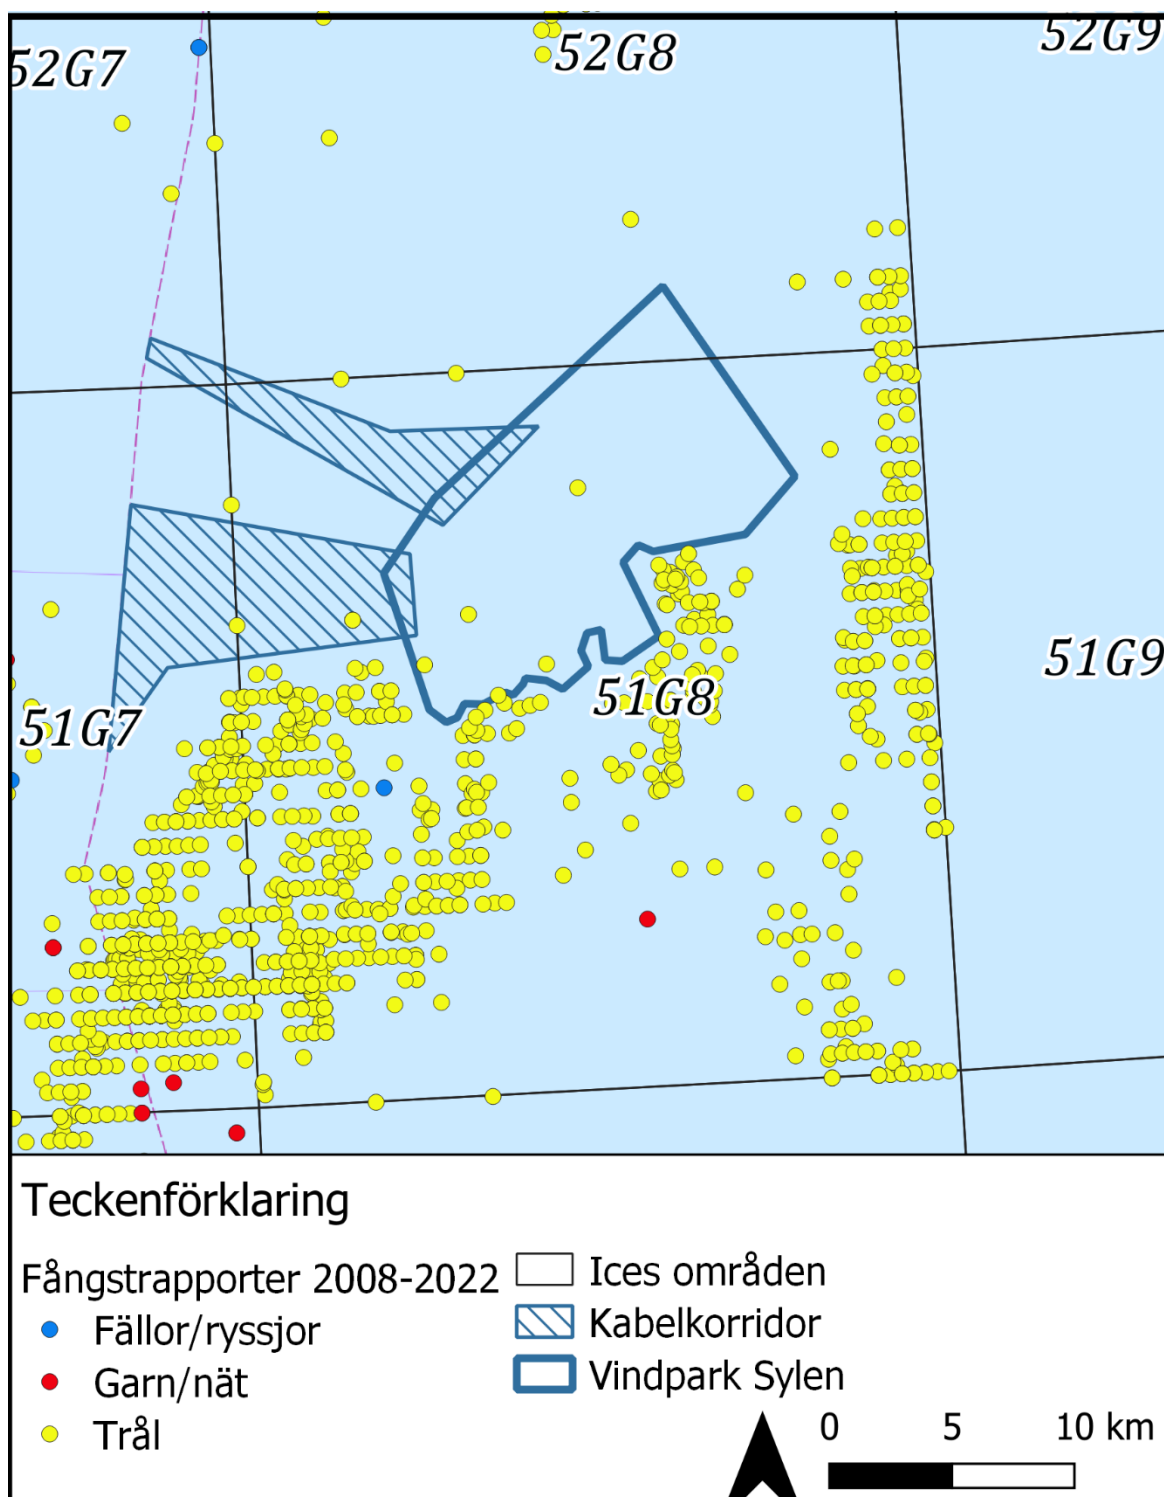 52G7
52G8
52G9
51G9
51G8
51G7
Teckenförklaring
Fångstrapporter 2008-2022
Fällor/ryssjor
Garn/nät
Trål
Ices områden
Kabelkorridor
Vindpark Sylen
0 5 10 km